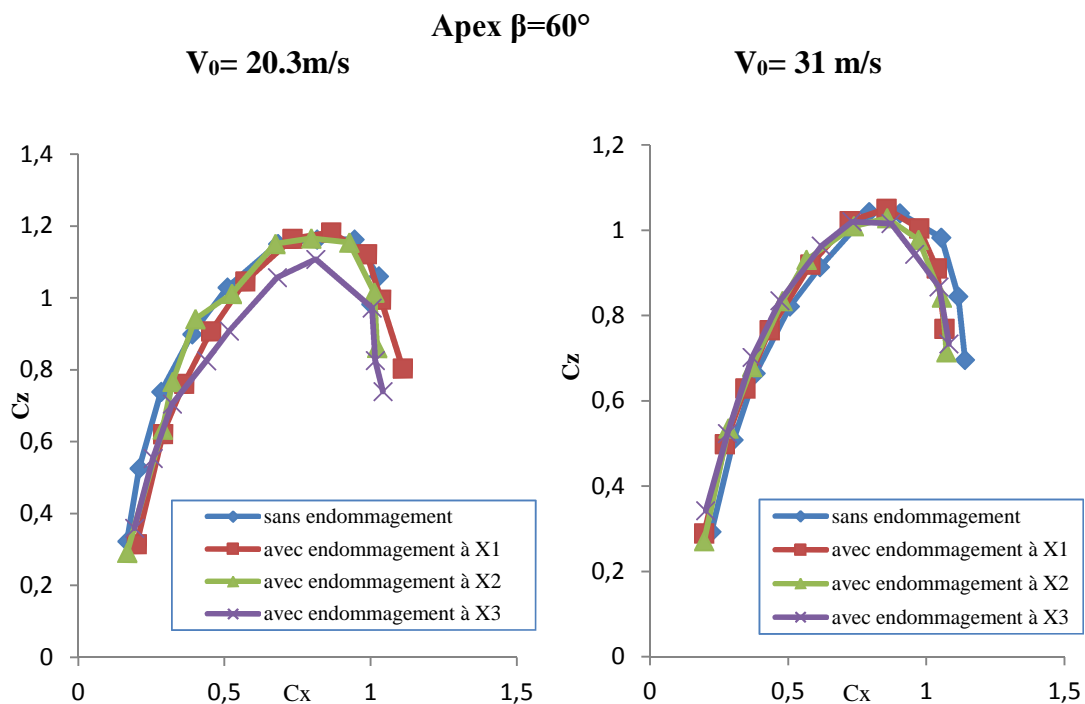 Apex β=60°
V₀= 20.3m/s
V₀= 31 m/s
1,4
1,2
1
0,8
0,6
0,4
0,2
0
0
0,5
1
1,5
Cz
Cx
sans endommagement
avec endommagement à X1
avec endommagement à X2
avec endommagement à X3
1,2
1
0,8
0,6
0,4
0,2
0
0
0,5
1
1,5
Cz
Cx
sans endommagement
avec endommagement à X1
avec endommagement à X2
avec endommagement à X3